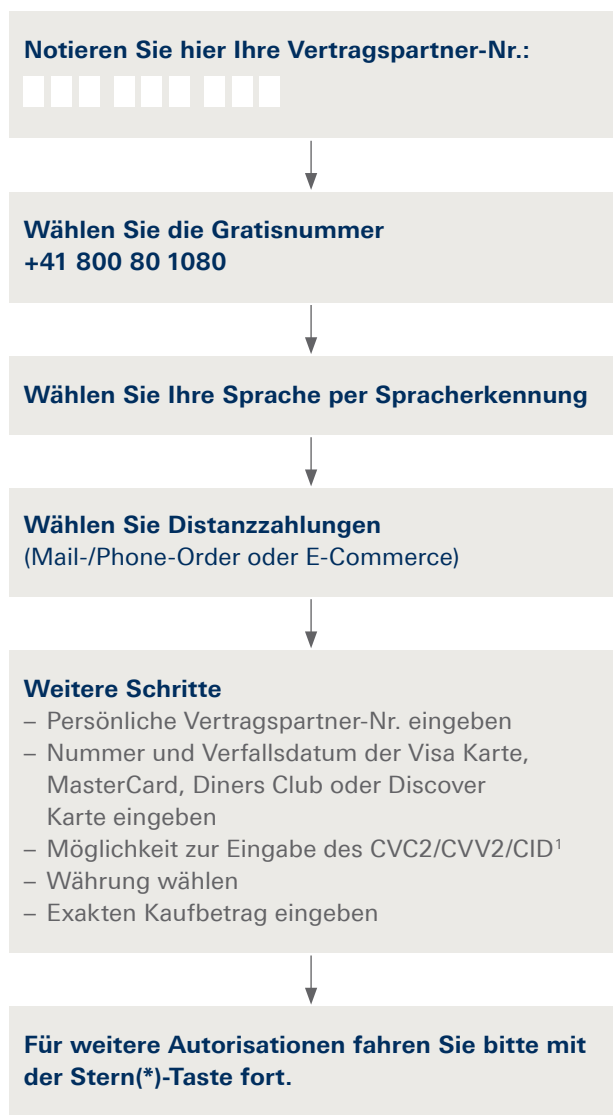 Notieren Sie hier Ihre Vertragspartner-Nr.:
Wählen Sie die Gratisnummer
+41 800 80 1080
Wählen Sie Ihre Sprache per Spracherkennung
Wählen Sie Distanzzahlungen
(Mail-/Phone-Order oder E-Commerce)
Weitere Schritte
– Persönliche Vertragspartner-Nr. eingeben
– Nummer und Verfallsdatum der Visa Karte,
MasterCard, Diners Club oder Discover
Karte eingeben
– Möglichkeit zur Eingabe des CVC2/CVV2/CID¹
– Währung wählen
– Exakten Kaufbetrag eingeben
Für weitere Autorisationen fahren Sie bitte mit
der Stern(*)-Taste fort.